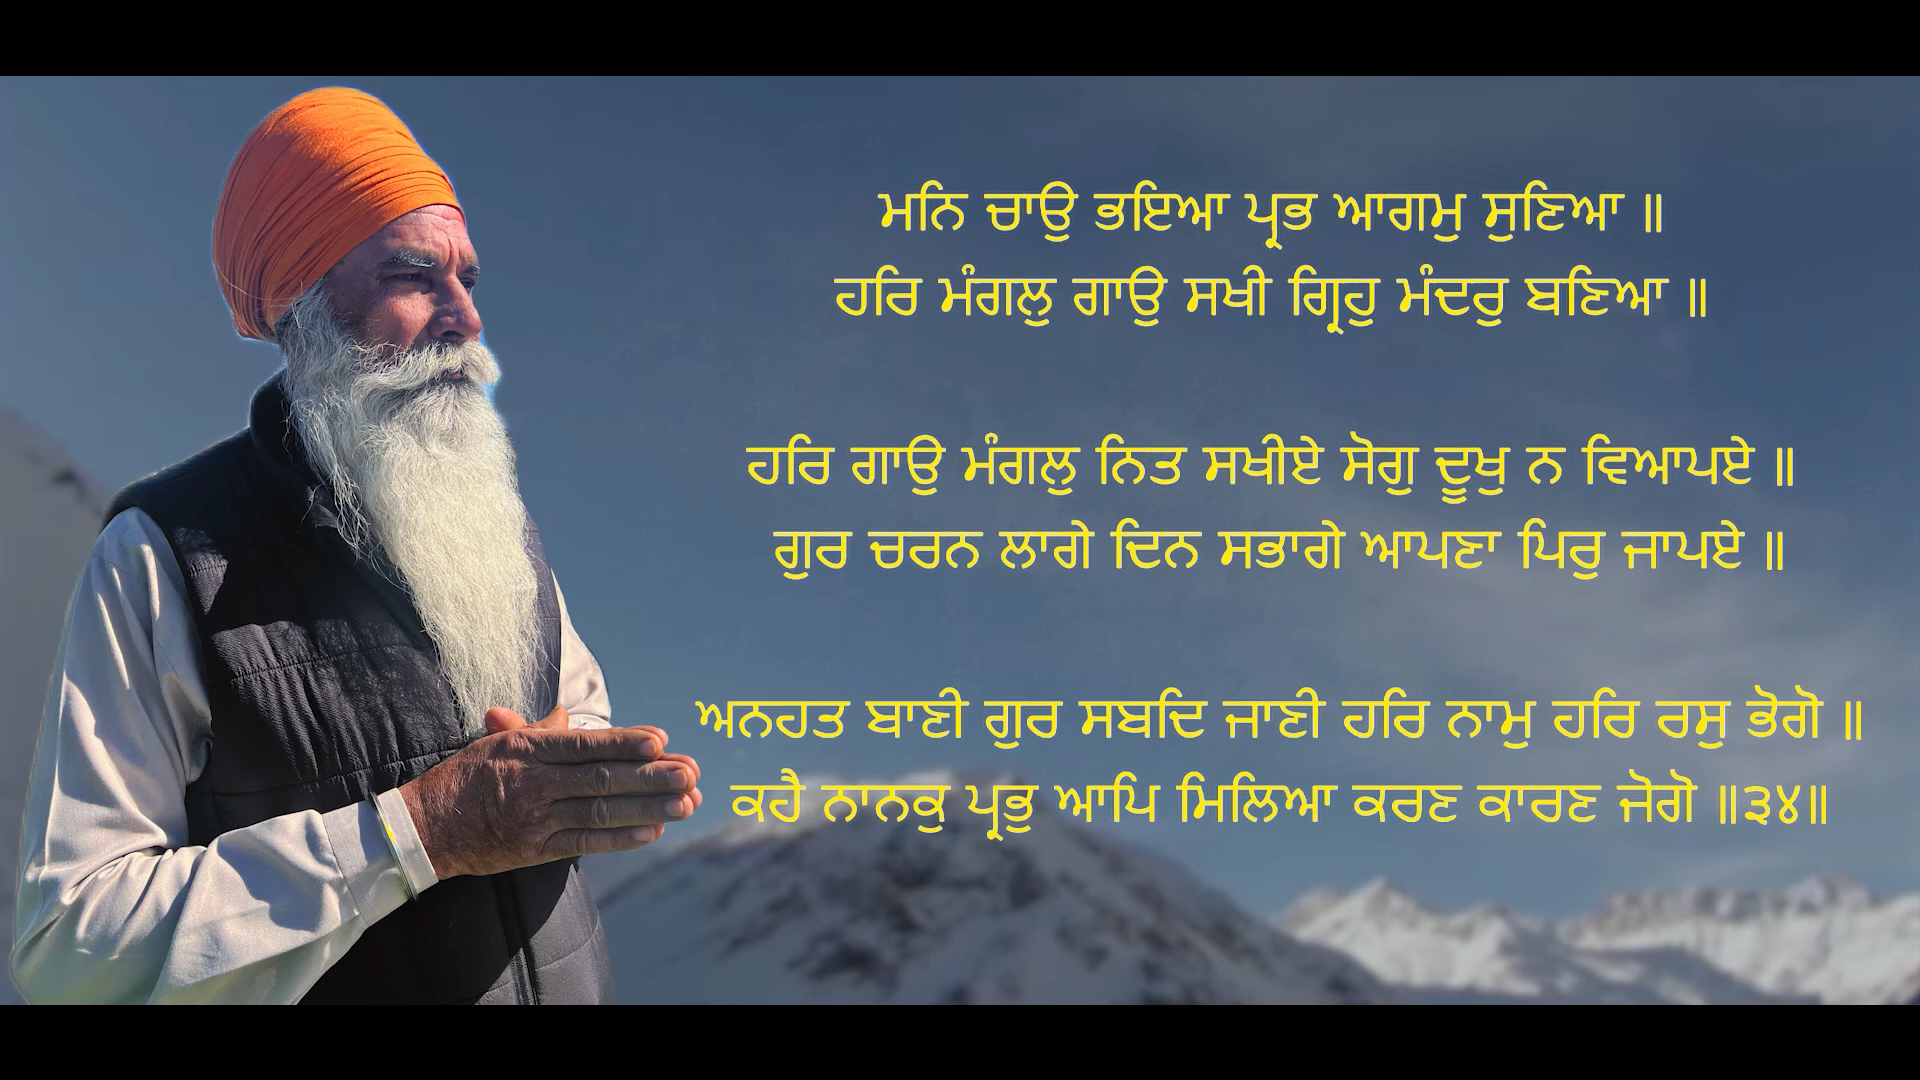 ਮਨਿ ਚਾਉ ਭਇਆ ਪ੍ਰਭ ਆਗਮੁ ਸੁਣਿਆ ॥
ਹਰਿ ਮੰਗਲੁ ਗਾਉ ਸਖੀ ਗ੍ਰਿਹੁ ਮੰਦਰੁ ਬਣਿਆ ॥
ਹਰਿ ਗਾਉ ਮੰਗਲੁ ਨਿਤ ਸਖੀਏ ਸੋਗੁ ਦੂਖੁ ਨ ਵਿਆਪਏ ॥
ਗੁਰ ਚਰਨ ਲਾਗੇ ਦਿਨ ਸਭਾਗੇ ਆਪਣਾ ਪਿਰੁ ਜਾਪਏ ॥
ਅਨਹਤ ਬਾਣੀ ਗੁਰ ਸਬਦਿ ਜਾਣੀ ਹਰਿ ਨਾਮੁ ਹਰਿ ਰਸੁ ਭੋਗੋ ॥
ਕਹੈ ਨਾਨਕੁ ਪ੍ਰਭੁ ਆਪਿ ਮਿਲਿਆ ਕਰਣ ਕਾਰਣ ਜੋਗੋ ॥੩੪॥